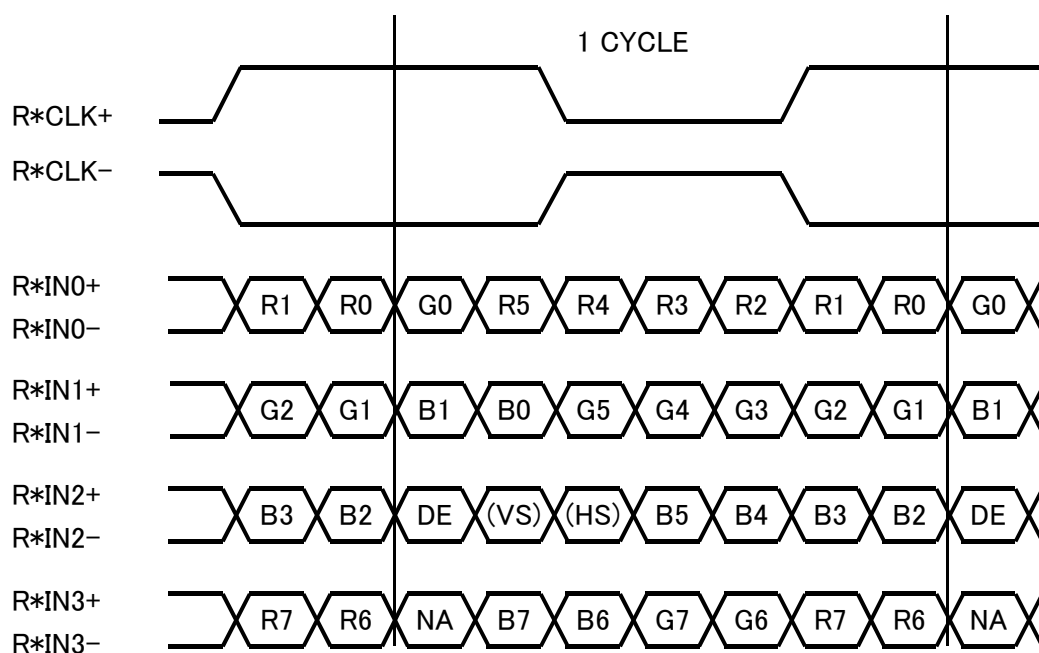 1 CYCLE
R*CLK+
R*CLK-
R*IN0+
R1 R0 G0 R5 R4 R3 R2 R1 R0 G0
R*IN0-
R*IN1+
G2 G1 B1 B0 G5 G4 G3 G2 G1 B1
R*IN1-
R*IN2+
B3 B2 DE (VS) (HS) B5 B4 B3 B2 DE
R*IN2-
R*IN3+
R7 R6 NA B7 B6 G7 G6 R7 R6 NA
R*IN3-